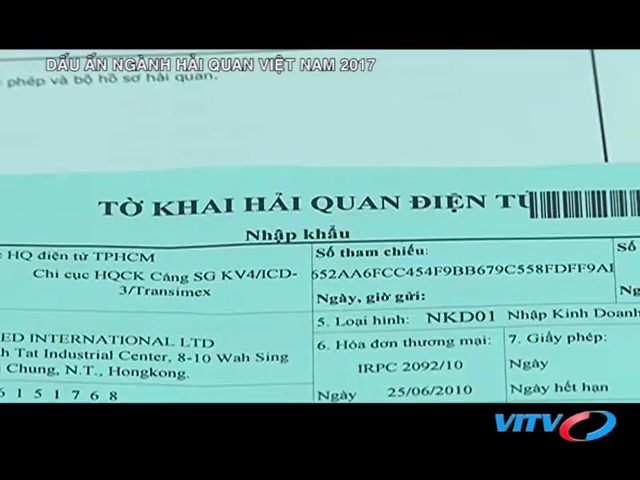 DẤU ẤN NGÀNH HẢI QUAN VIỆT NAM 2017
phép và bộ hồ sơ hải quan.
TỜ KHAI HẢI QUAN ĐIỆN TỬ
Nhập khẩu
HQ điện tử TPHCM
Chi cục HQCK Cảng SG KV4/ICD-
3/Transimex
Số tham chiếu:
652AA6FCC454F9BB679C558FDFF9A1
Ngày, giờ gửi:
Số
5. Loại hình: NKD01 Nhập Kinh Doanh
ED INTERNATIONAL LTD
h Tat Industrial Center, 8-10 Wah Sing
Chung, N.T., Hongkong.
6151768
6. Hóa đơn thương mại:
IRPC 2092/10
Ngày 25/06/2010
7. Giấy phép:
Ngày
Ngày hết hạn
VITV